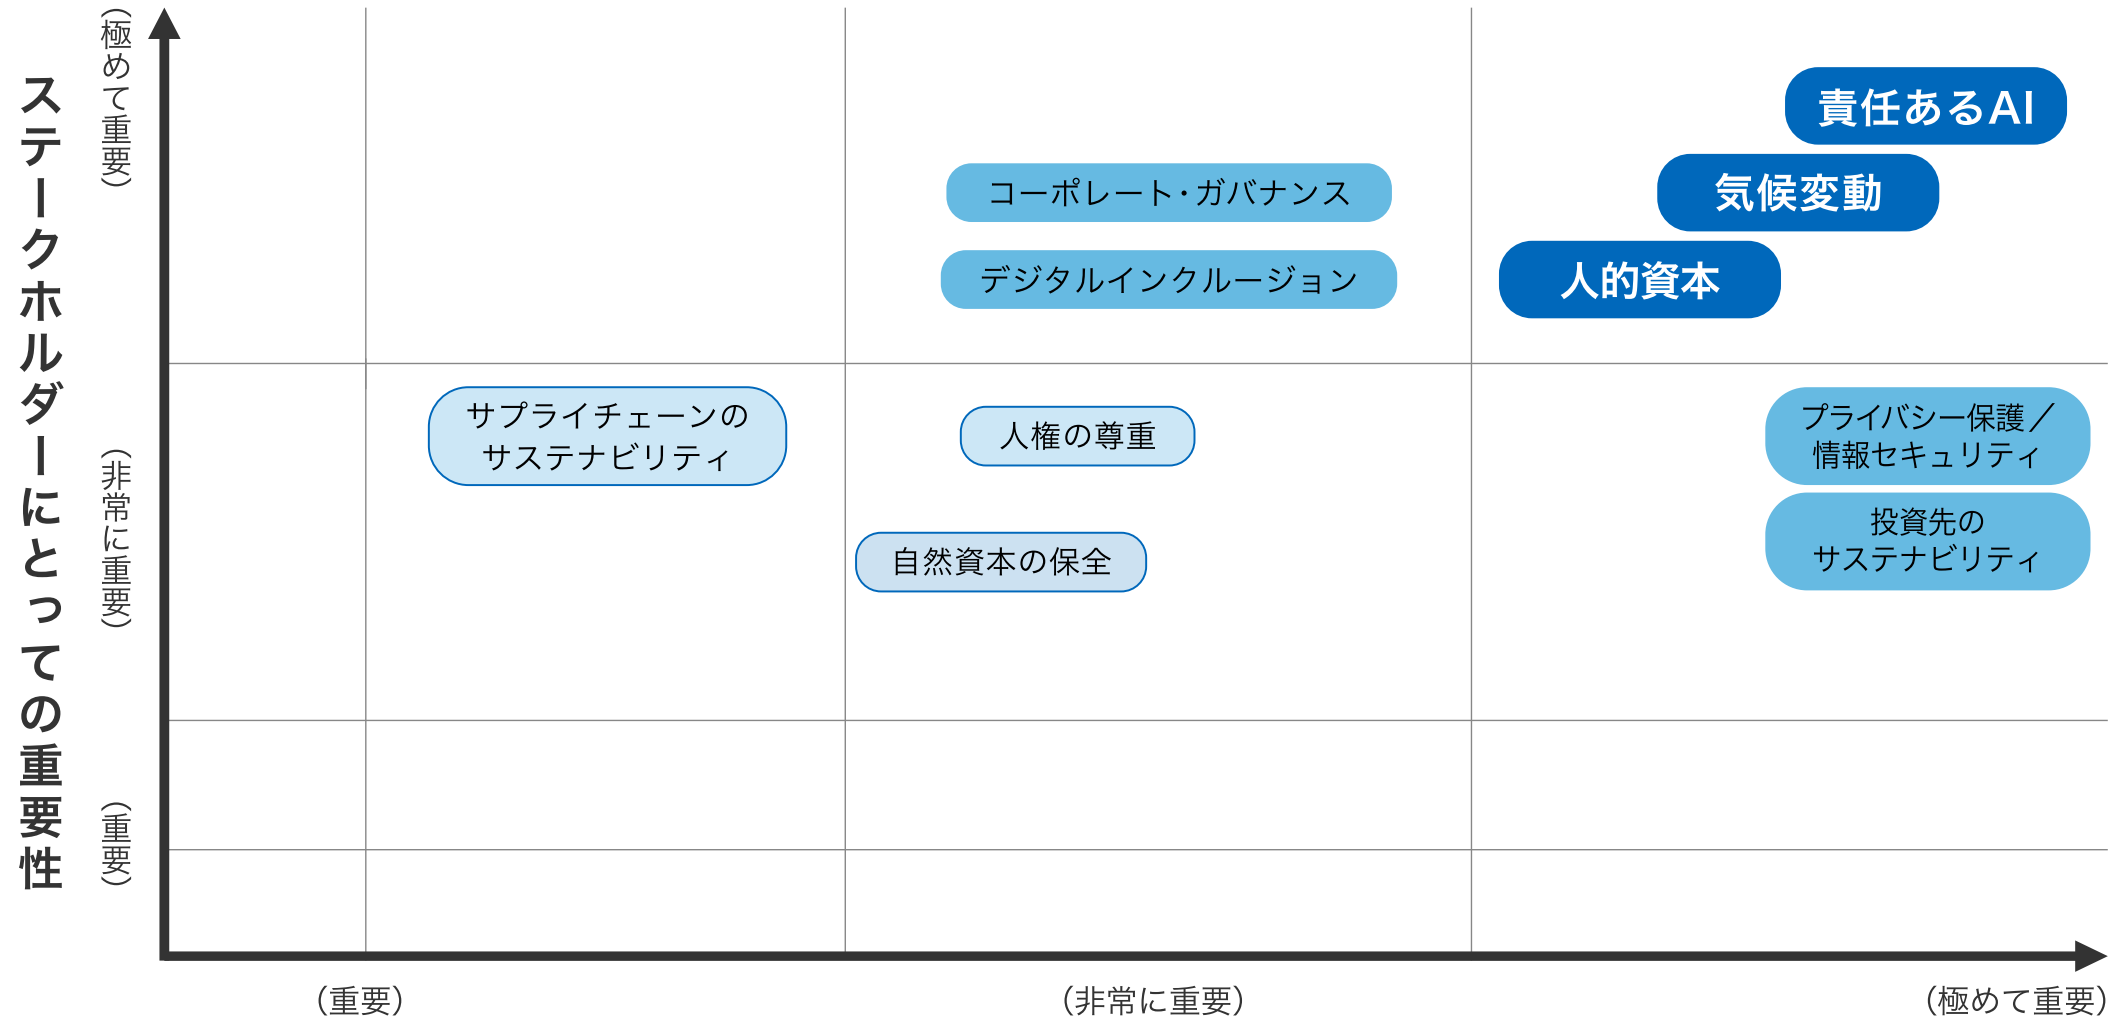 ステークホルダーにとっての重要性
（極めて重要）
（非常に重要）
（重要）
責任あるAI
気候変動
人的資本
コーポレート・ガバナンス
デジタルインクルージョン
サプライチェーンの
サステナビリティ
人権の尊重
自然資本の保全
プライバシー保護／
情報セキュリティ
投資先の
サステナビリティ
（重要）
（非常に重要）
（極めて重要）